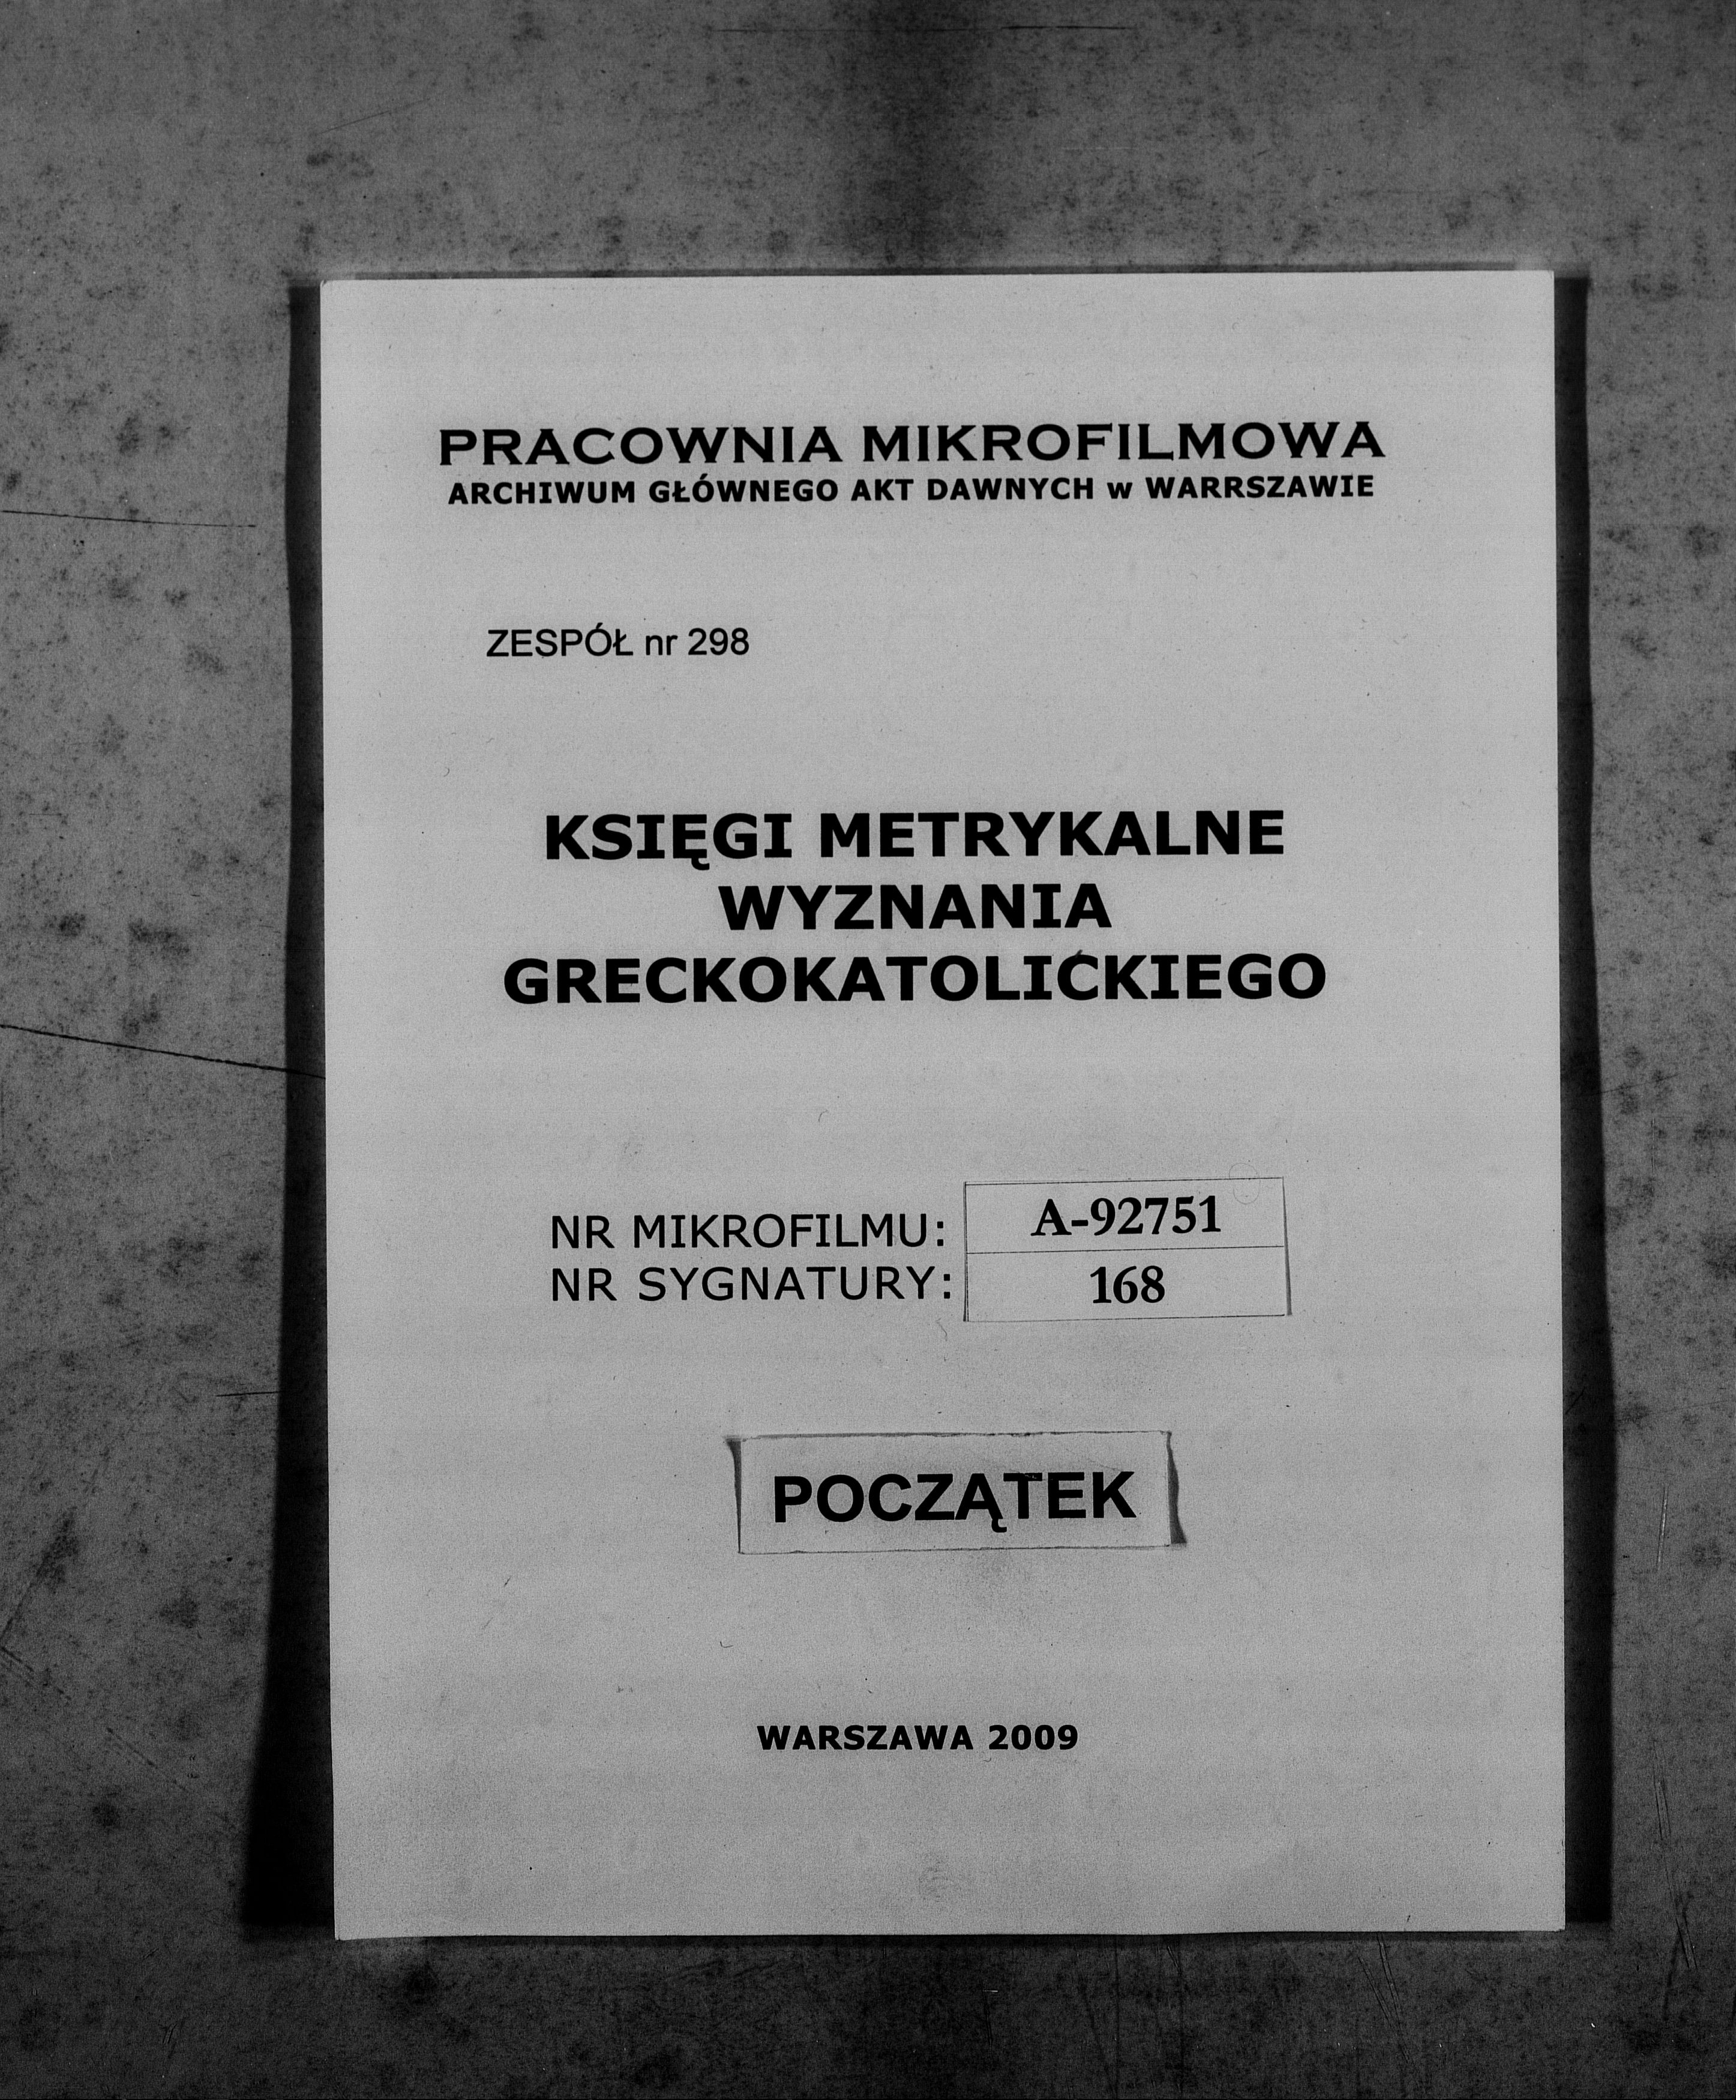 PRACOWNIA MIKROFILMOWA
ARCHIWUM GŁÓWNEGO AKT DAWNYCH w WARRSZAWIE
ZESPÓŁ nr 298
KSIĘGI METRYKALNE
WYZNANIA
GRECKOKATOLICKIEGO
NR MIKROFILMU: A-92751
NR SYGNATURY: 168
POCZĄTEK
WARSZAWA 2009